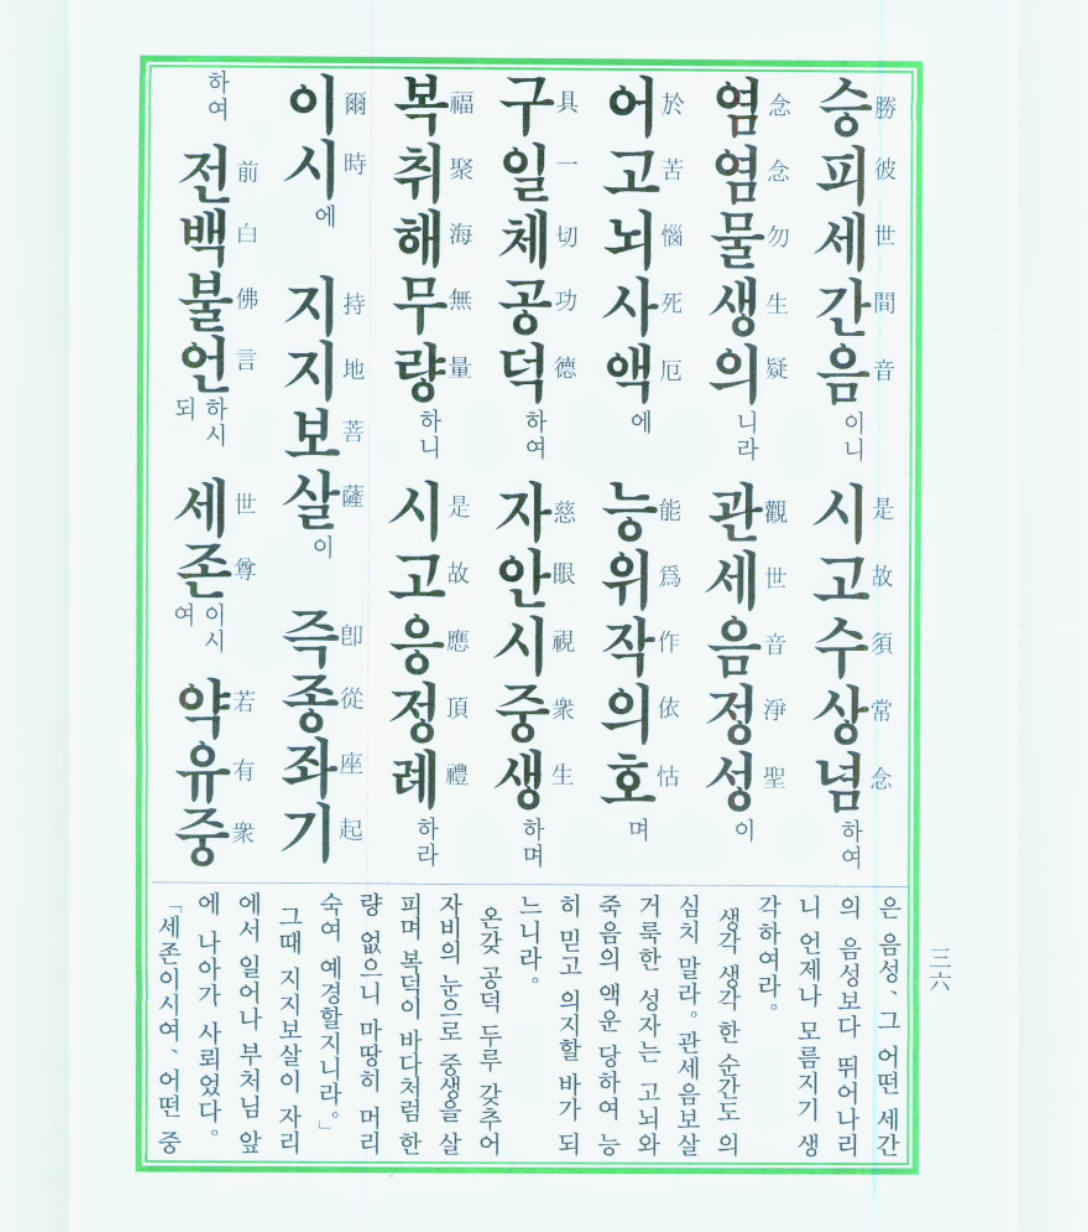 승勝피彼세世간間음音이니 시是고故수須상常념念하여
염念염念물勿생生의疑니라 관觀세世음音정淨성聖이
어於고苦뇌惱사死액厄에 능能위爲작作의依호怙며
구具일一체切공功덕德하여 자慈안眼시視중衆생生하며
복福취聚해海무無량量하니 시是고故응應정頂례禮하라
이爾시時에 지持지地보菩살薩이 즉卽종從좌座기起
하여 전前백白불佛언言하시되 세世존尊이시여 약若유有중衆
은 음성、그 어떤 세간
의 음성보다 뛰어나리
니 언제나 모름지기 생
각하여라。
생각 생각 한 순간도 의
심치 말라。관세음보살
거룩한 성자는 고뇌와
죽음의 액운 당하여 능
히 믿고 의지할 바가 되
느니라。
온갖 공덕 두루 갖추어
자비의 눈으로 중생을 살
피며 복덕이 바다처럼 한
량 없으니 마땅히 머리
숙여 예경할지니라。」
그때 지지보살이 자리
에서 일어나 부처님 앞
에 나아가 사뢰었다。
「세존이시여、어떤 중
三六